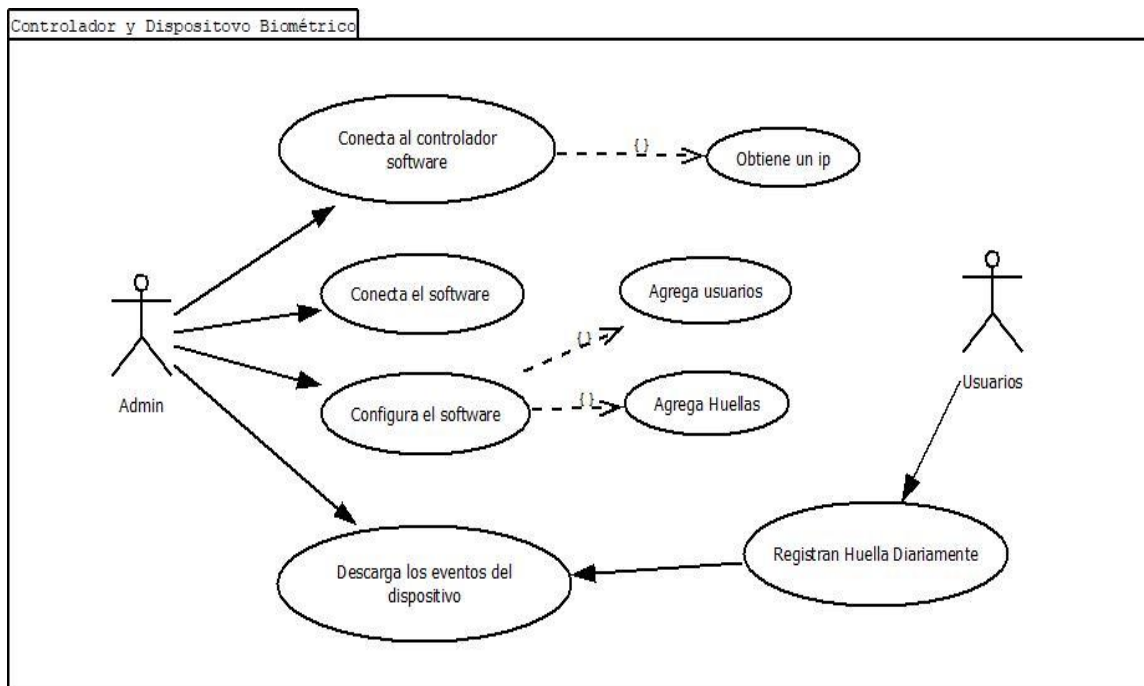 Controlador y Dispositovo Biométrico
Conecta al controlador
software
{}
Obtiene un ip
Conecta el software
Agrega usuarios
{}
Admin
Configura el software
{}
Agrega Huellas
Usuarios
Descarga los eventos del
dispositivo
Registran Huella Diariamente